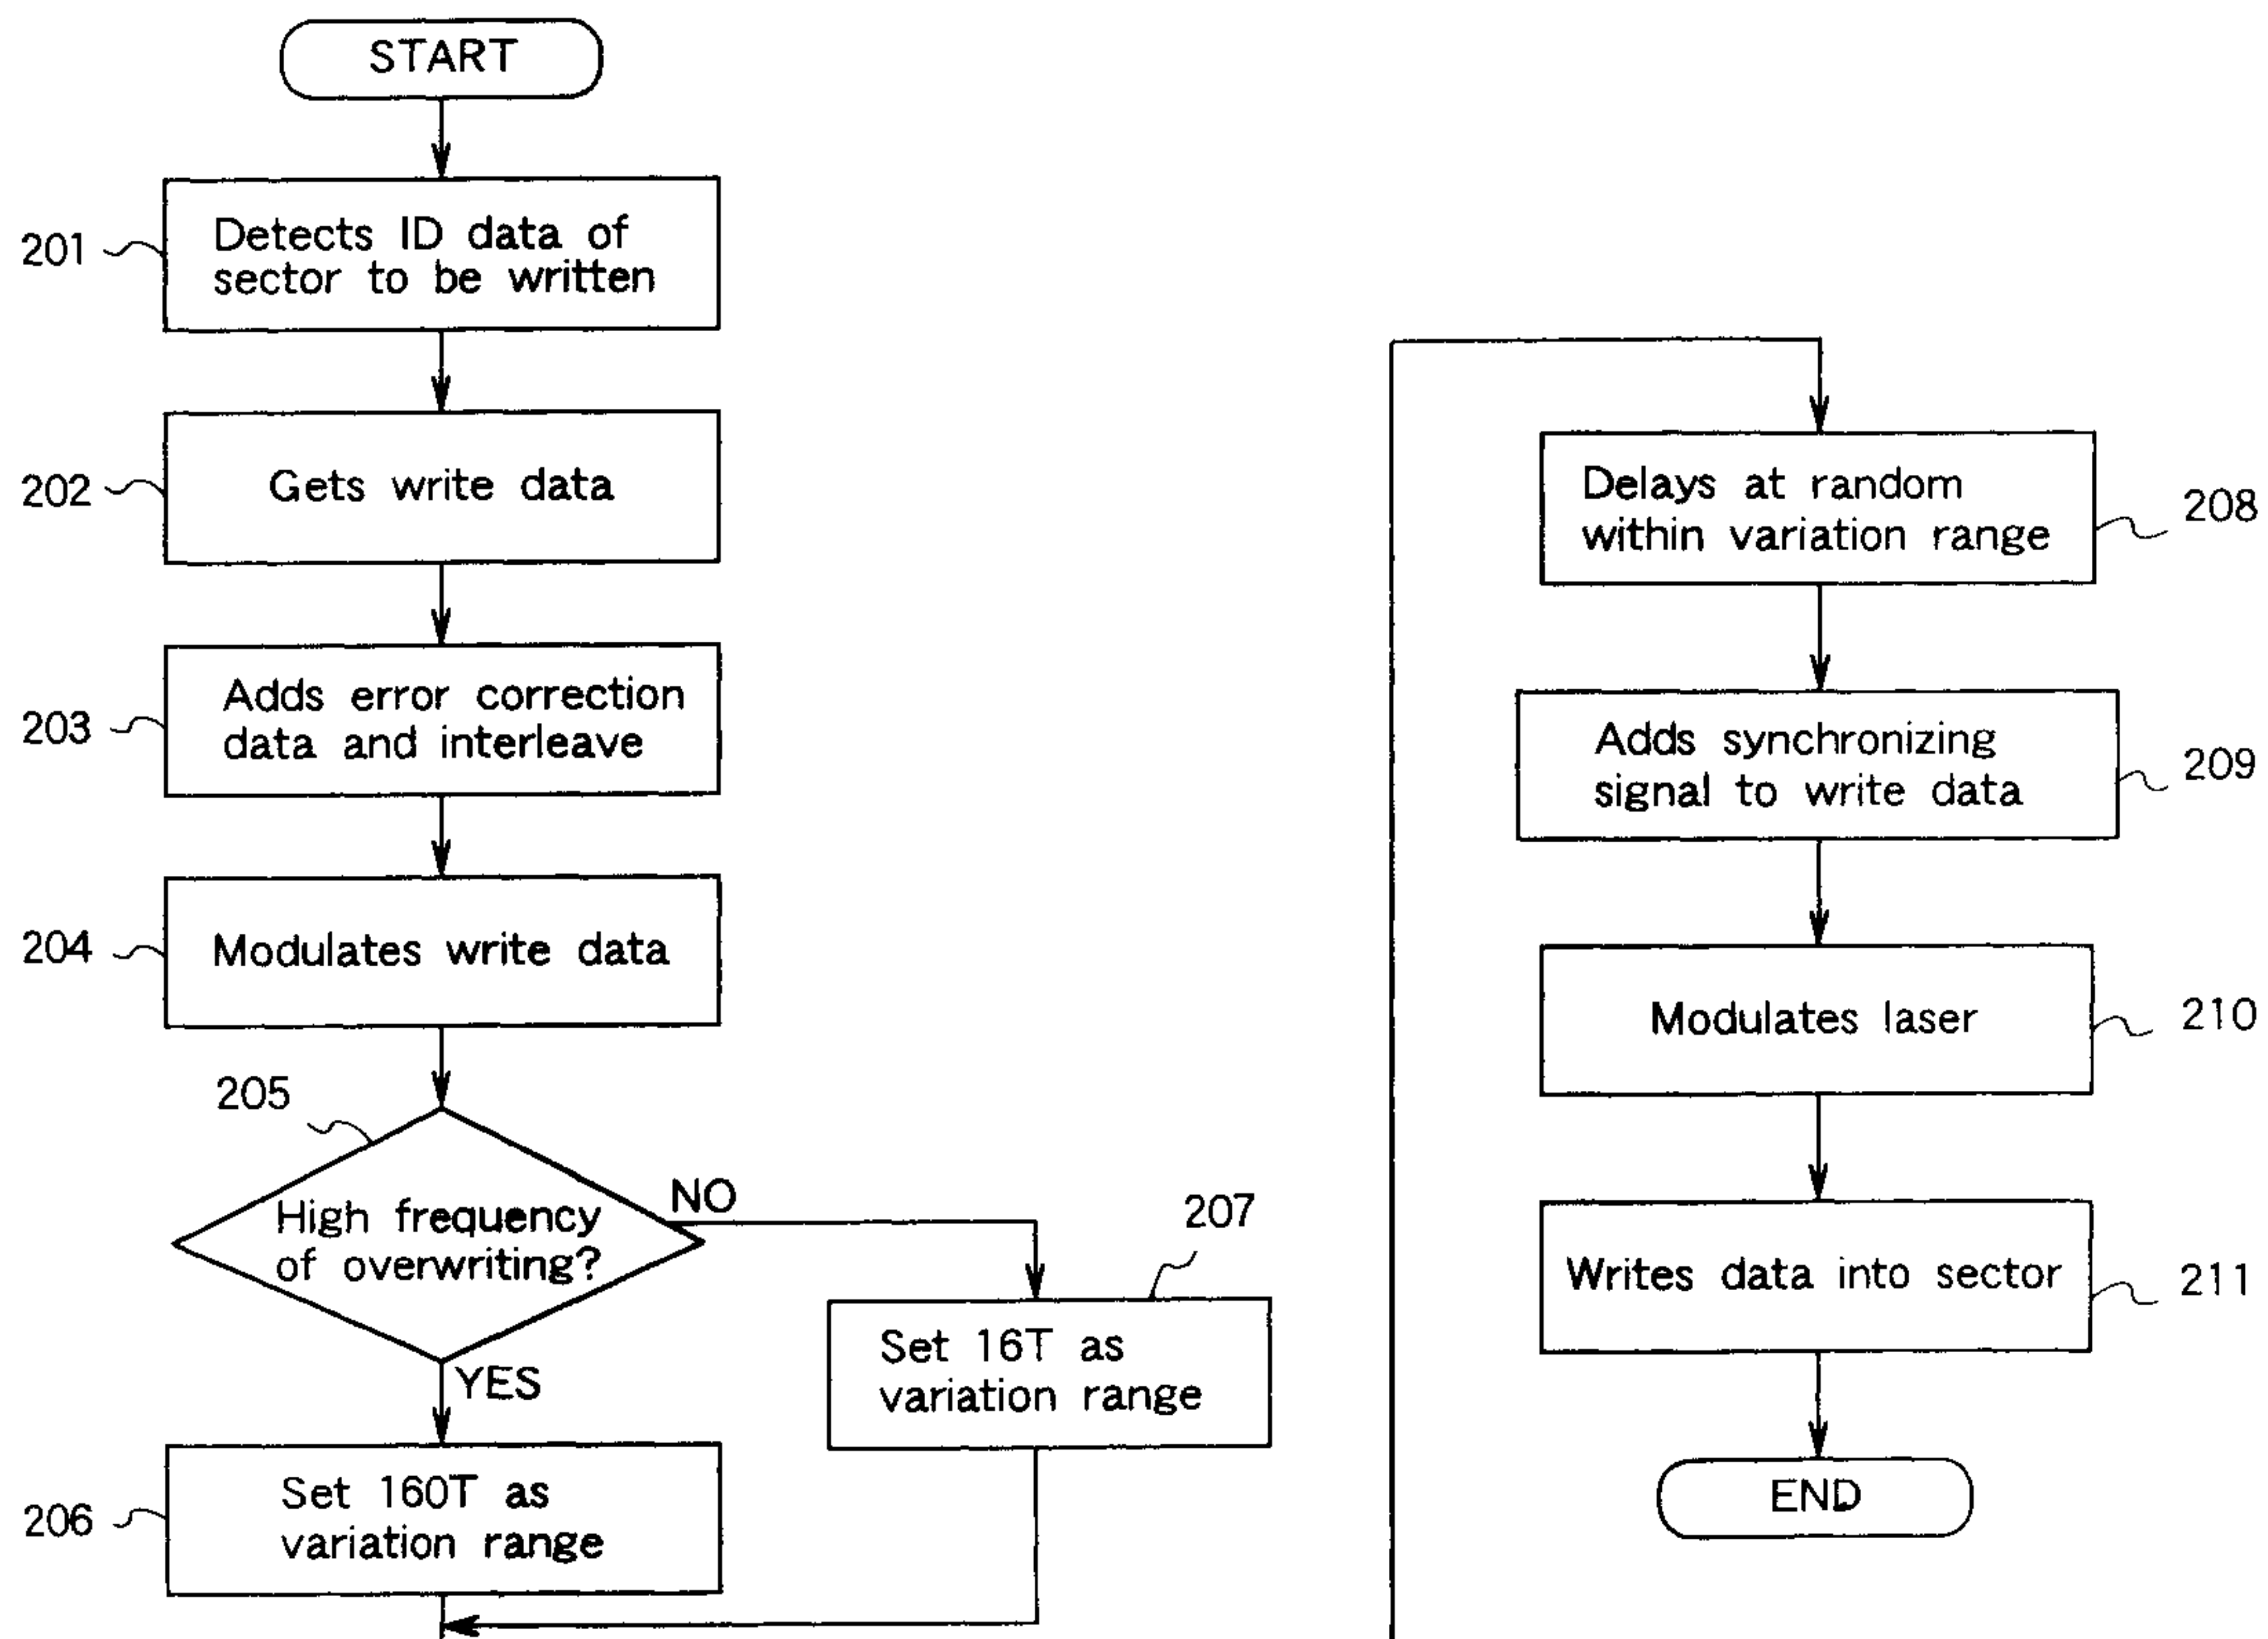 START
201
Detects ID data of
sector to be written
202
Gets write data
203
Adds error correction
data and interleave
204
Modulates write data
205
High frequency
of overwriting?
NO
YES
207
Set 16T as
variation range
206
Set 160T as
variation range
Delays at random
within variation range
208
Adds synchronizing
signal to write data
209
Modulates laser
210
Writes data into sector
211
END